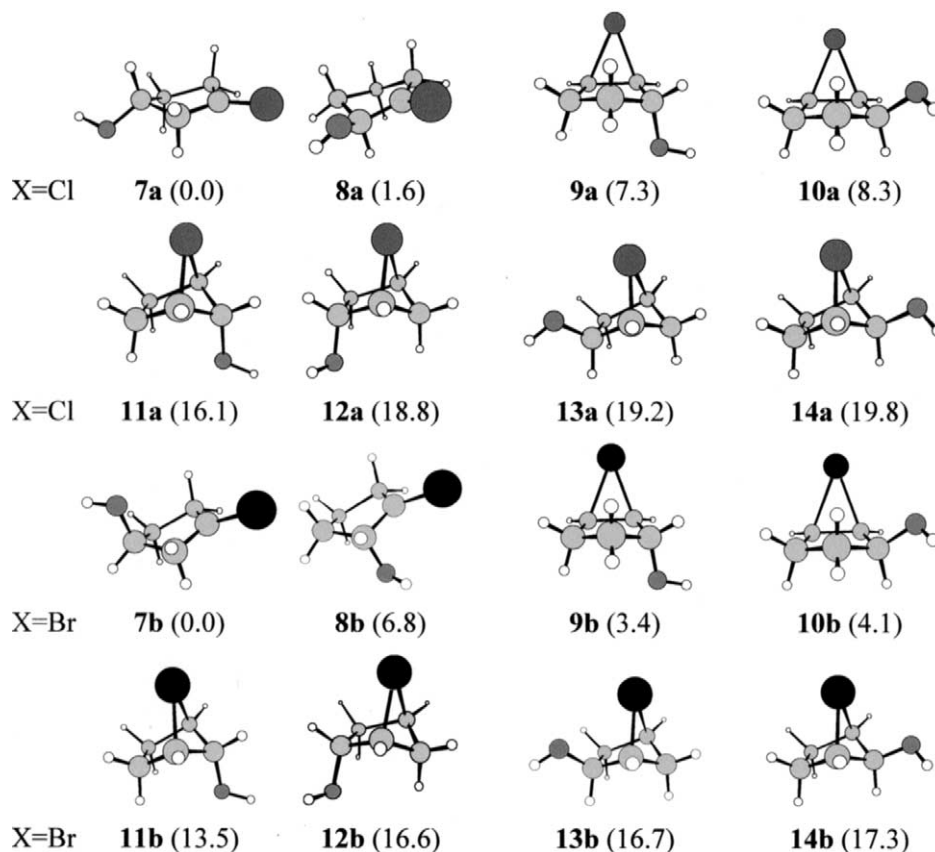 X=Cl 7a (0.0) 8a (1.6) 9a (7.3) 10a (8.3)
X=Cl 11a (16.1) 12a (18.8) 13a (19.2) 14a (19.8)
X=Br 7b (0.0) 8b (6.8) 9b (3.4) 10b (4.1)
X=Br 11b (13.5) 12b (16.6) 13b (16.7) 14b (17.3)